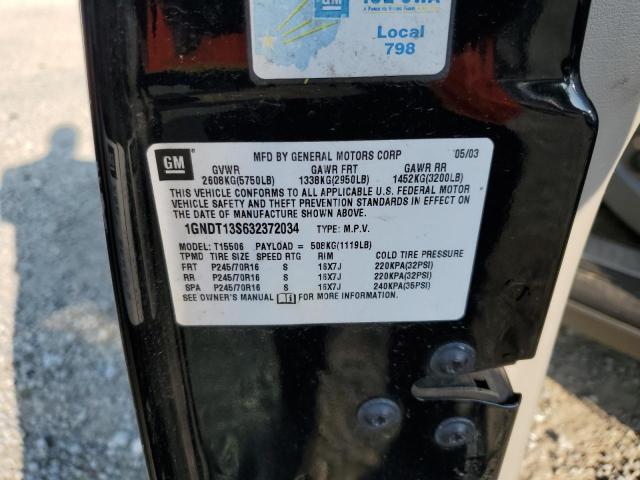 GM
Local
798
GM
MFD BY GENERAL MOTORS CORP 05/03
GVWR GAWR FRT GAWR RR
2608KG(5750LB) 1338KG(2950LB) 1452KG(3200LB)
THIS VEHICLE CONFORMS TO ALL APPLICABLE U.S. FEDERAL MOTOR
VEHICLE SAFETY AND THEFT PREVENTION STANDARDS IN EFFECT ON
THE DATE OF MANUFACTURE SHOWN ABOVE.
1GNDT13S632372034 TYPE: M.P.V.
MODEL: T15506 PAYLOAD = 508KG(1119LB)
TPMD TIRE SIZE SPEED RTG RIM COLD TIRE PRESSURE
FRT P245/70R16 S 16X7J 220KPA(32PSI)
RR P245/70R16 S 16X7J 220KPA(32PSI)
SPA P245/70R16 S 16X7J 240KPA(35PSI)
SEE OWNER'S MANUAL FOR MORE INFORMATION.